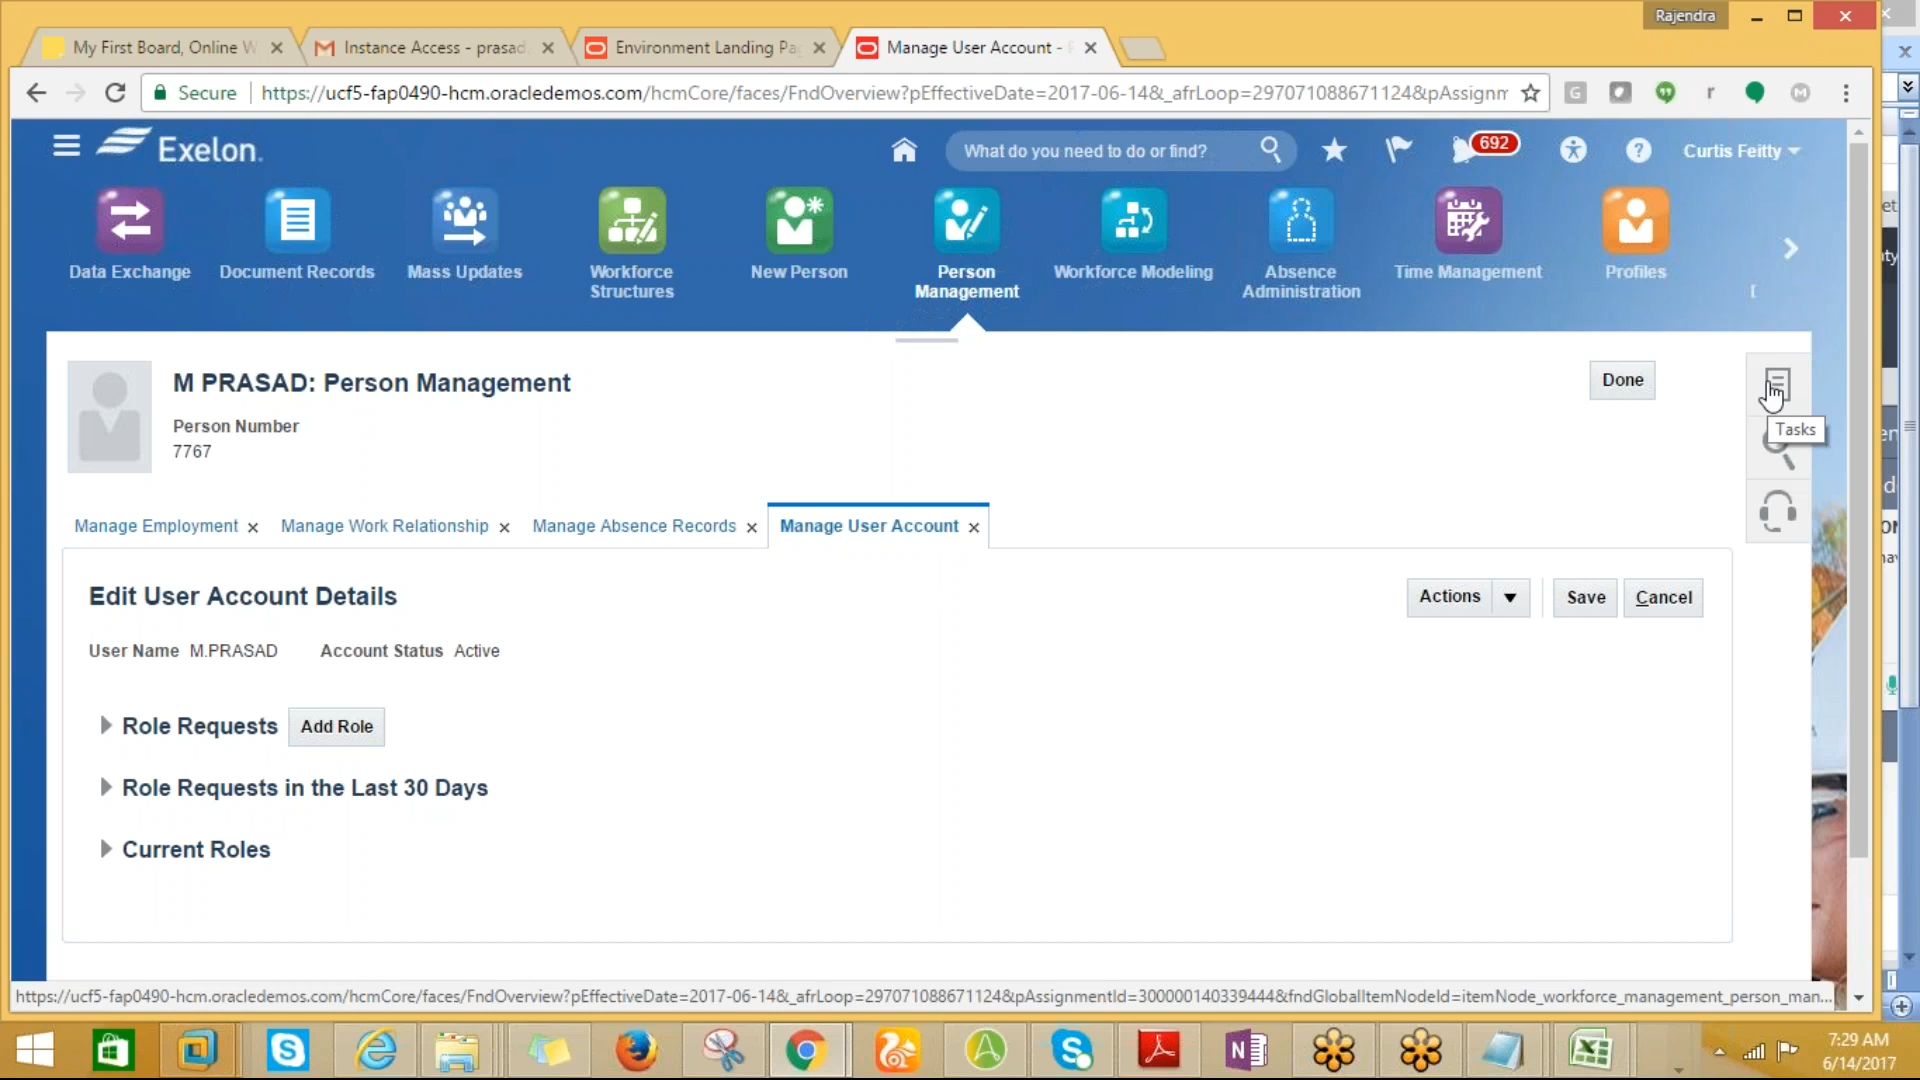 Rajendra
My First Board, Online W
Instance Access - prasad
Environment Landing Pa
Manage User Account -
Secure
https://ucf5-fap0490-hcm.oracledemos.com/hcmCore/faces/FndOverview?pEffectiveDate=2017-06-14&_afrLoop=297071088671124&pAssignm
Exelon.
What do you need to do or find?
692
Curtis Feitty
Data Exchange
Document Records
Mass Updates
Workforce
Structures
New Person
Person
Management
Workforce Modeling
Absence
Administration
Time Management
Profiles
M PRASAD: Person Management
Done
Person Number
7767
Tasks
Manage Employment
Manage Work Relationship
Manage Absence Records
Manage User Account
Edit User Account Details
Actions
Save
Cancel
User Name M.PRASAD
Account Status Active
Role Requests
Add Role
Role Requests in the Last 30 Days
Current Roles
https://ucf5-fap0490-hcm.oracledemos.com/hcmCore/faces/FndOverview?pEffectiveDate=2017-06-14&_afrLoop=297071088671124&pAssignmentId=300000140339444&fndGlobalItemNodeId=itemNode_workforce_management_person_man...
7:29 AM
6/14/2017